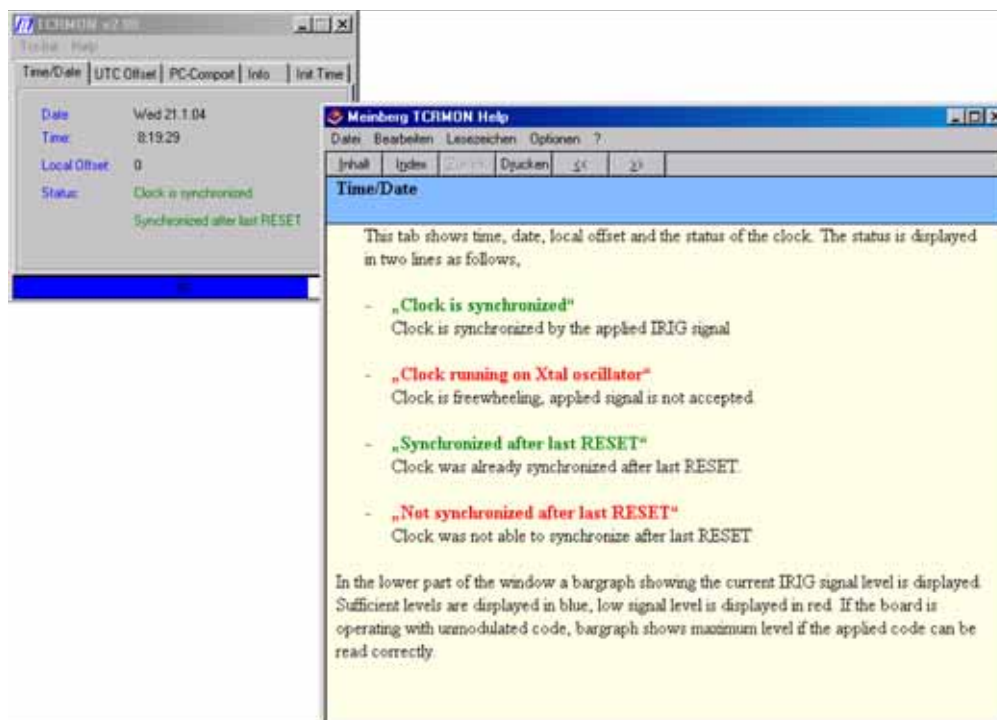 TCRMON
Help
Time/Date UTC Offset PC-Comport Info Init Time
Date Wed 21.1.04
Time: 8:19:29
Local Offset 0
Status: Clock is synchronized
Synchronized after last RESET
Meinberg TCRMON Help
Datei Bearbeiten Lesezeichen Optionen ?
Inhalt Index Drucken << >>
Time/Date
This tab shows time, date, local offset and the status of the clock. The status is displayed
in two lines as follows,
- „Clock is synchronized“
Clock is synchronized by the applied IRIG signal
- „Clock running on Xtal oscillator“
Clock is freewheeling, applied signal is not accepted
- „Synchronized after last RESET“
Clock was already synchronized after last RESET.
- „Not synchronized after last RESET“
Clock was not able to synchronize after last RESET
In the lower part of the window a bargraph showing the current IRIG signal level is displayed.
Sufficient levels are displayed in blue, low signal level is displayed in red. If the board is
operating with unmodulated code, bargraph shows maximum level if the applied code can be
read correctly.